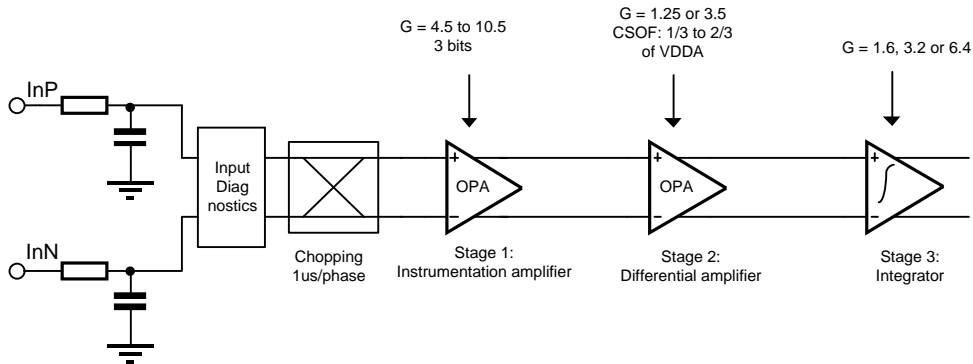 G = 4.5 to 10.5
3 bits
G = 1.25 or 3.5
CSOF: 1/3 to 2/3
of VDDA
G = 1.6, 3.2 or 6.4
InP
Input
Diag
nostics
+
OPA
−
+
OPA
−
+
−
InN
Chopping
1us/phase
Stage 1:
Instrumentation amplifier
Stage 2:
Differential amplifier
Stage 3:
Integrator